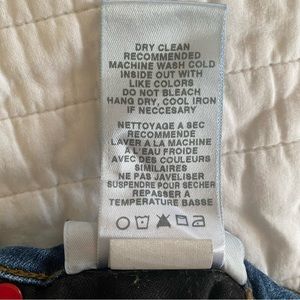 DRY CLEAN
RECOMMENDED
MACHINE WASH COLD
INSIDE OUT WITH
LIKE COLORS
DO NOT BLEACH
HANG DRY, COOL IRON
IF NECCESARY
NETTOYAGE A SEC
RECOMMENDE
LAVER A LA MACHINE
A L'EAU FROIDE
AVEC DES COULEURS
SIMILAIRES
NE PAS JAVELISER
SUSPENDRE POUR SECHER
REPASSER A
TEMPERATURE BASSE